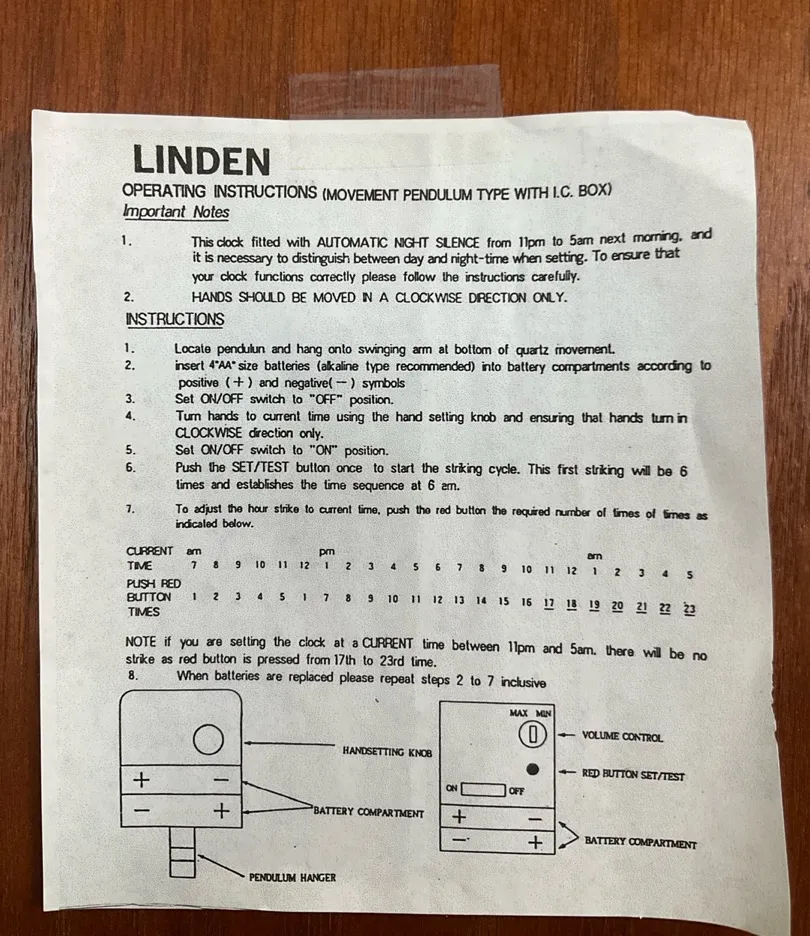 LINDEN
OPERATING INSTRUCTIONS (MOVEMENT PENDULUM TYPE WITH I.C. BOX)
Important Notes
1. This clock fitted with AUTOMATIC NIGHT SILENCE from 11pm to 5am next morning, and
it is necessary to distinguish between day and night-time when setting. To ensure that
your clock functions correctly please follow the instructions carefully.
2. HANDS SHOULD BE MOVED IN A CLOCKWISE DIRECTION ONLY.
INSTRUCTIONS
1. Locate pendulun and hang onto swinging arm at bottom of quartz movement.
2. insert 4"AA" size batteries (alkaline type recommended) into battery compartments according to
positive (+) and negative(−) symbols
3. Set ON/OFF switch to "OFF" position.
4. Turn hands to current time using the hand setting knob and ensuring that hands turn in
CLOCKWISE direction only.
5. Set ON/OFF switch to "ON" position.
6. Push the SET/TEST button once to start the striking cycle. This first striking will be 6
times and establishes the time sequence at 6 am.
7. To adjust the hour strike to current time, push the red button the required number of times of times as
indicated below.
CURRENT am pm am
TIME 7 8 9 10 11 12 1 2 3 4 5 6 7 8 9 10 11 12 1 2 3 4 5
PUSH RED
BUTTON 1 2 3 4 5 1 7 8 9 10 11 12 13 14 15 16 17 18 19 20 21 22 23
TIMES
NOTE if you are setting the clock at a CURRENT time between 11pm and 5am. there will be no
strike as red button is pressed from 17th to 23rd time.
8. When batteries are replaced please repeat steps 2 to 7 inclusive
MAX MIN
VOLUME CONTROL
HANDSETTING KNOB
RED BUTTON SET/TEST
+ −
ON OFF
− +
BATTERY COMPARTMENT
+ −
− +
BATTERY COMPARTMENT
PENDULUM HANGER